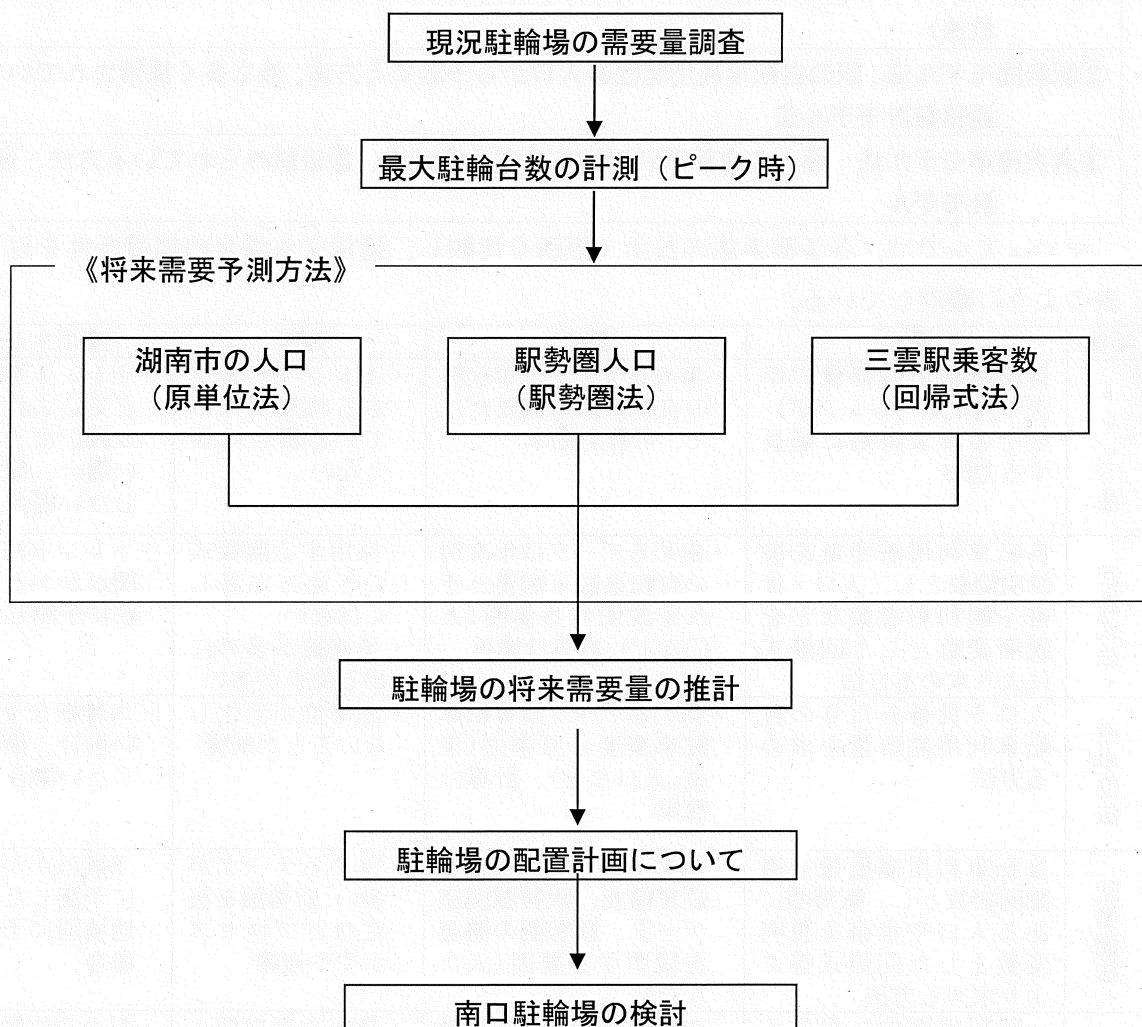 現況駐輪場の需要量調査
最大駐輪台数の計測（ピーク時）
《将来需要予測方法》
湖南市の人口
（原単位法）
駅勢圏人口
（駅勢圏法）
三雲駅乗客数
（回帰式法）
駐輪場の将来需要量の推計
駐輪場の配置計画について
南口駐輪場の検討